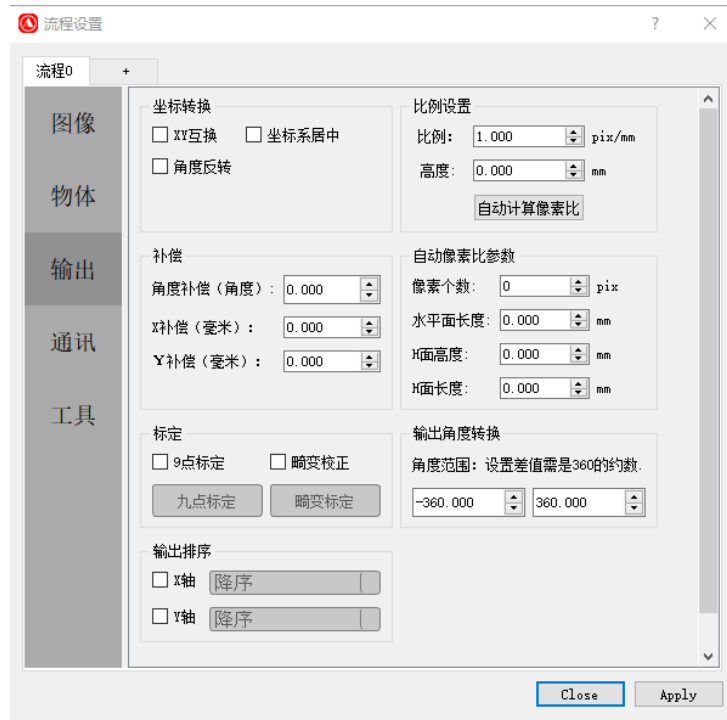 流程设置
?
流程0
+
图像
物体
输出
通讯
工具
坐标转换
XY互换
坐标系居中
角度反转
比例设置
比例: 1.000 pix/mm
高度: 0.000 mm
自动计算像素比
补偿
角度补偿（角度）: 0.000
X补偿（毫米）: 0.000
Y补偿（毫米）: 0.000
自动像素比参数
像素个数: 0 pix
水平面长度: 0.000 mm
H面高度: 0.000 mm
H面长度: 0.000 mm
标定
9点标定
畸变校正
九点标定
畸变标定
输出角度转换
角度范围: 设置差值需是360的约数.
-360.000
360.000
输出排序
X轴 降序
Y轴 降序
Close
Apply